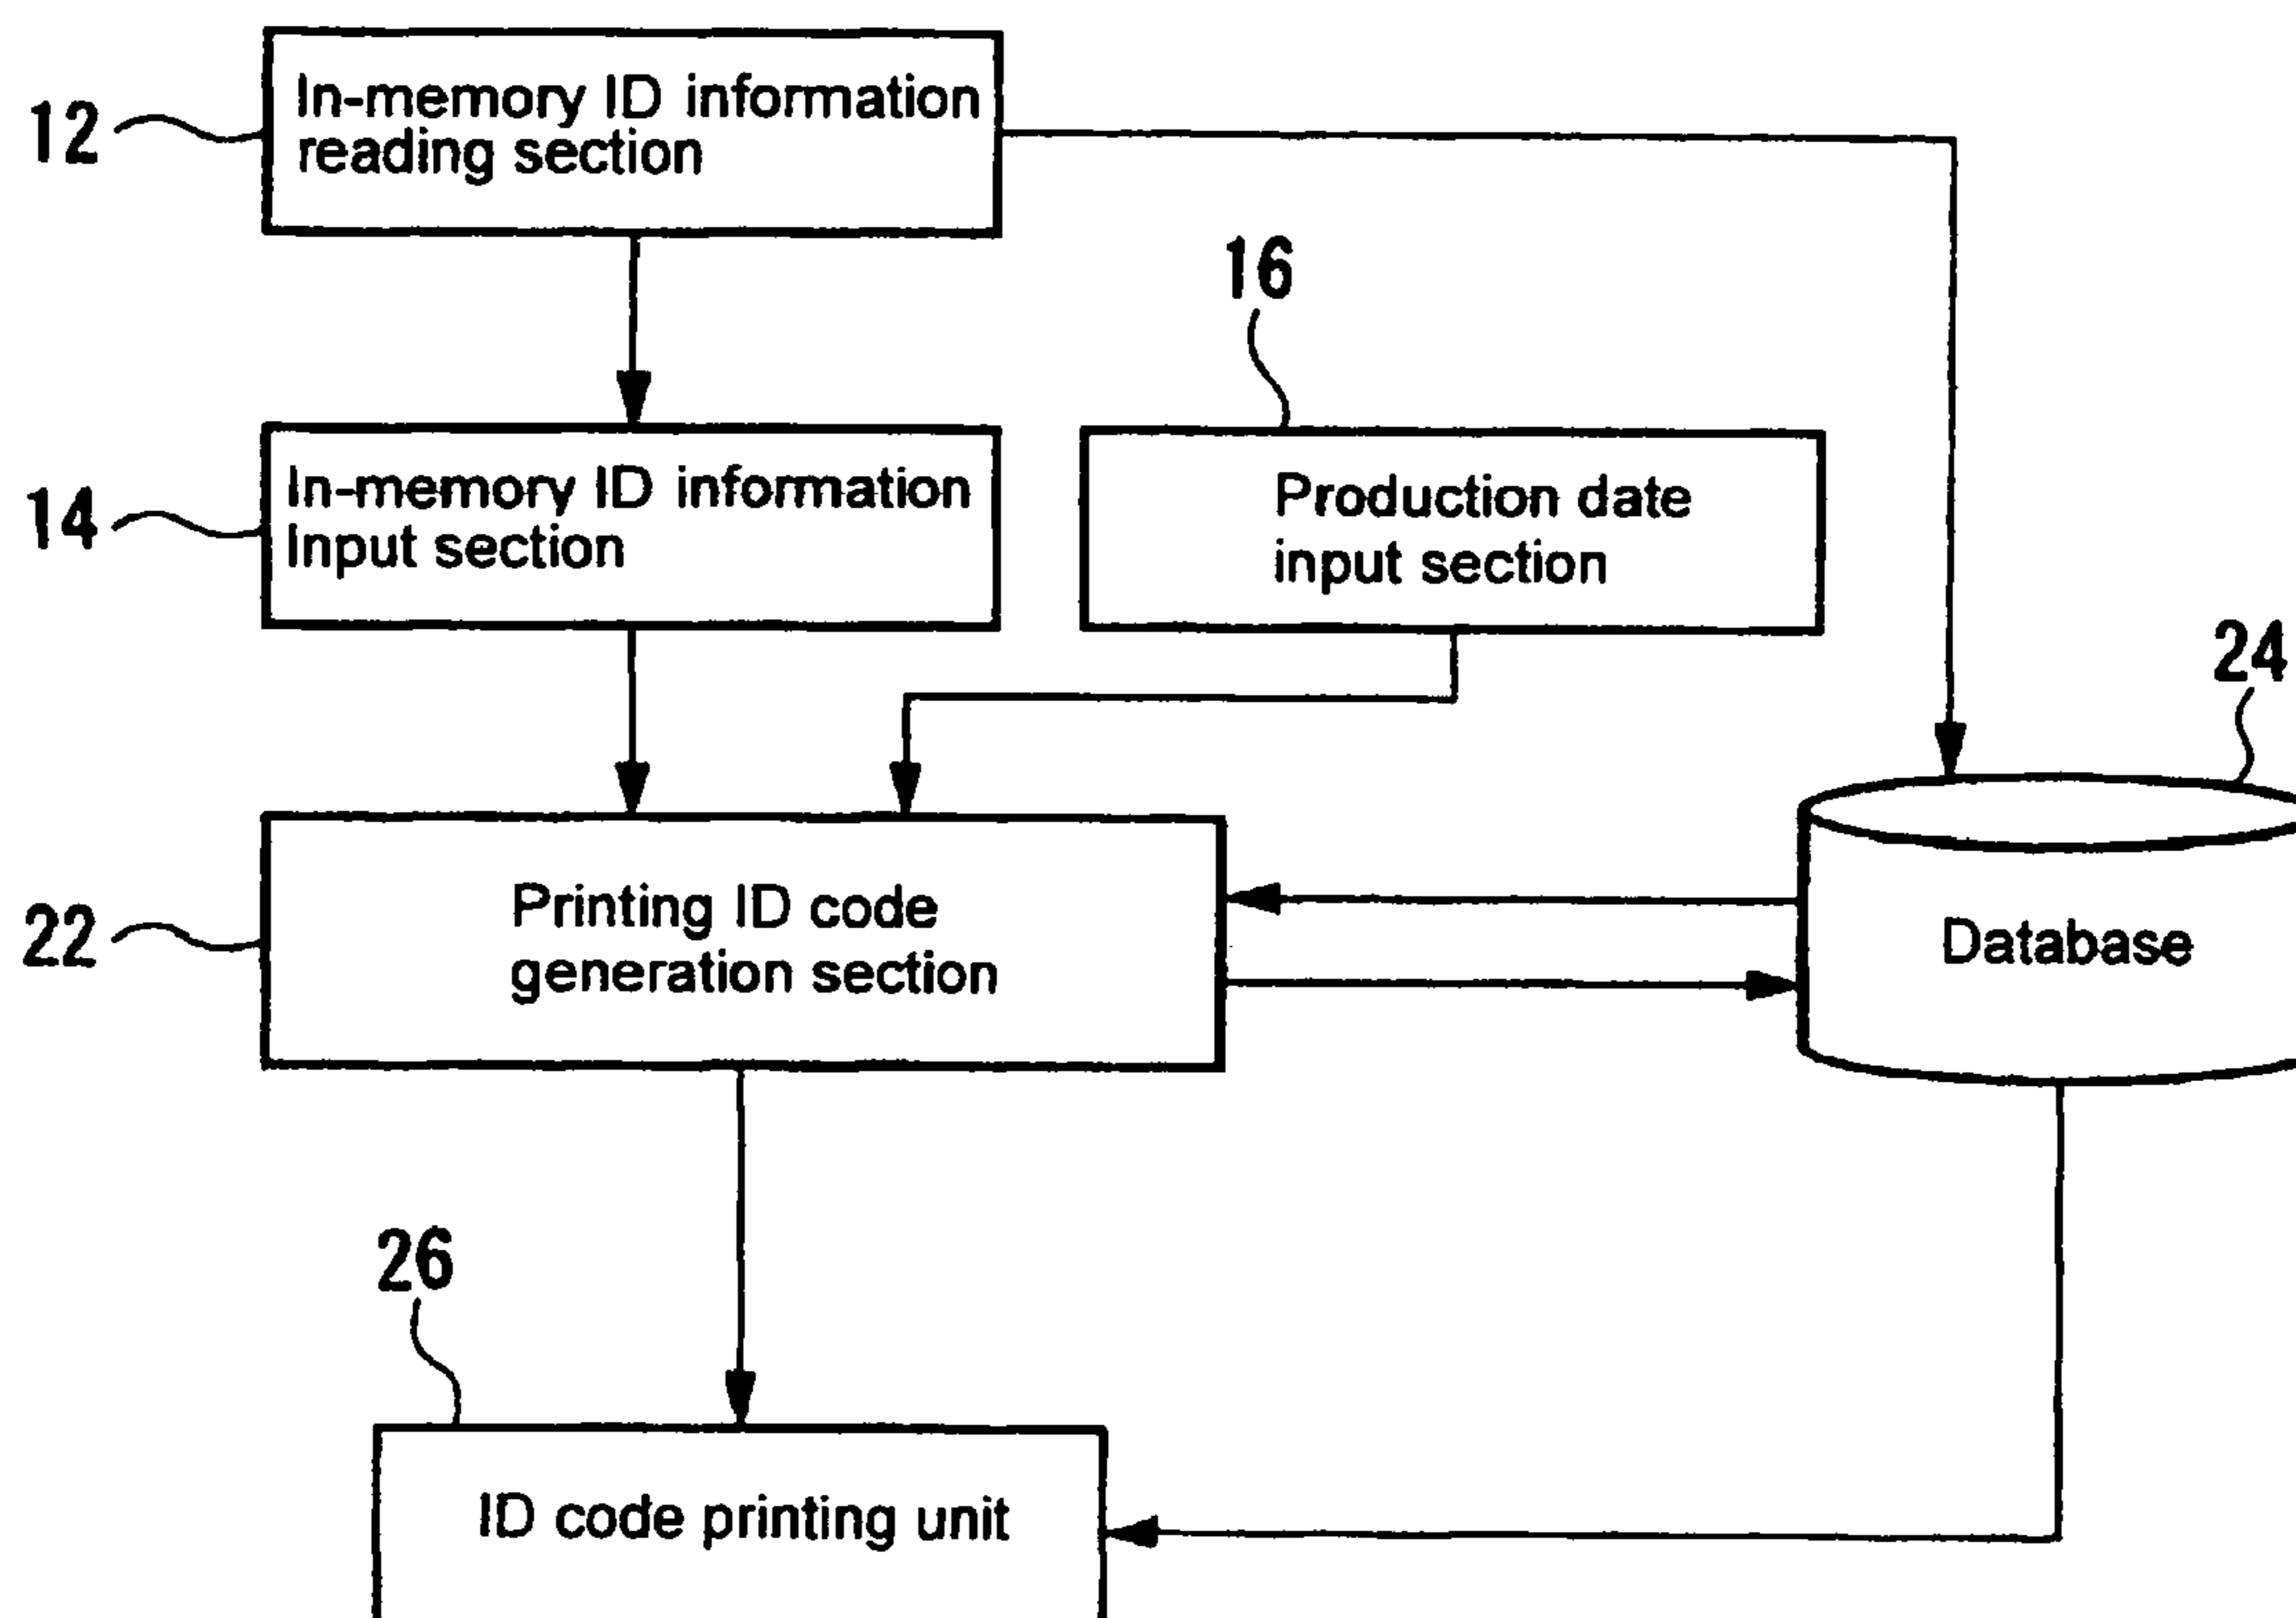 12
In-memory ID information
reading section
16
14
In-memory ID information
Input section
Production date
input section
24
22
Printing ID code
generation section
Database
26
ID code printing unit